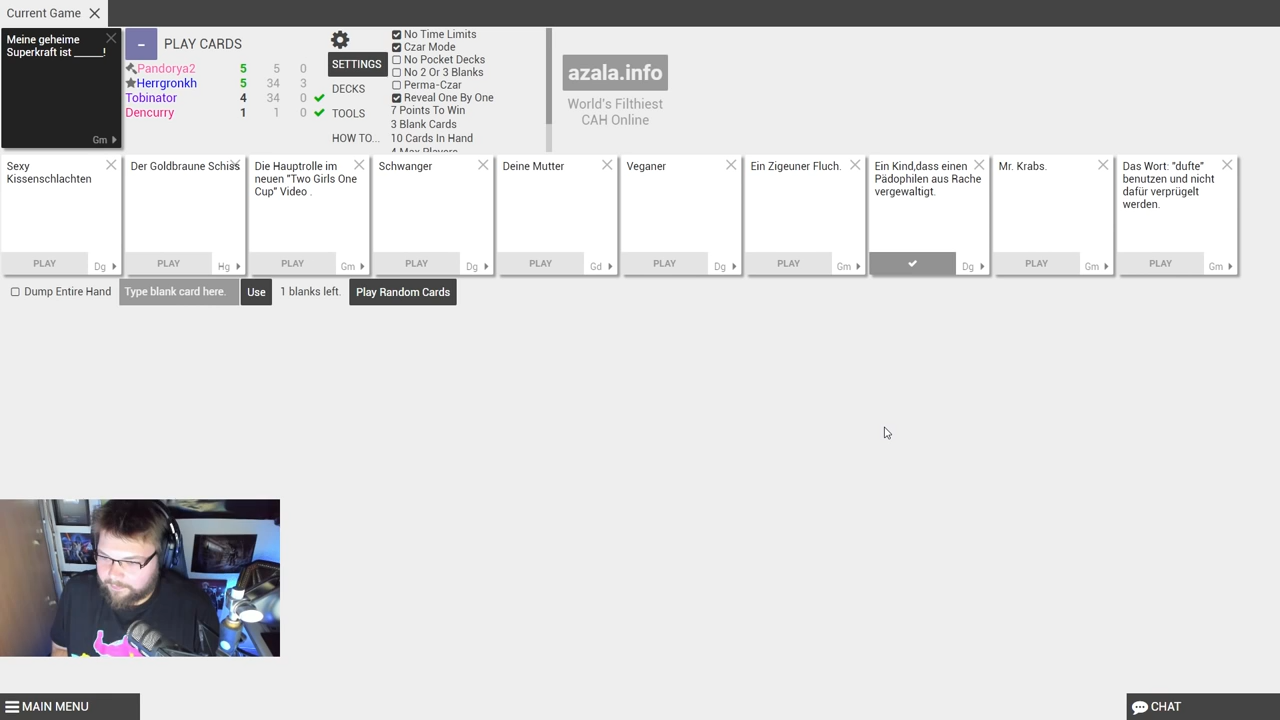 Current Game
Meine geheime
Superkraft ist _____!
Gm
PLAY CARDS
Pandorya2 5 5 0
Herrgronkh 5 34 3
Tobinator 4 34 0
Dencurry 1 1 0
SETTINGS
DECKS
TOOLS
HOW TO...
No Time Limits
Czar Mode
No Pocket Decks
No 2 Or 3 Blanks
Perma-Czar
Reveal One By One
7 Points To Win
3 Blank Cards
10 Cards In Hand
4 Max Players
azala.info
World's Filthiest
CAH Online
Sexy
Kissenschlachten
PLAY
Dg
Der Goldbraune Schiss
PLAY
Hg
Die Hauptrolle im
neuen "Two Girls One
Cup" Video .
PLAY
Gm
Schwanger
PLAY
Dg
Deine Mutter
PLAY
Gd
Veganer
PLAY
Dg
Ein Zigeuner Fluch.
PLAY
Gm
Ein Kind,dass einen
Pädophilen aus Rache
vergewaltigt.
Dg
Mr. Krabs.
PLAY
Gm
Das Wort: "dufte"
benutzen und nicht
dafür verprügelt
werden.
PLAY
Gm
Dump Entire Hand
Type blank card here.
Use
1 blanks left.
Play Random Cards
MAIN MENU
CHAT